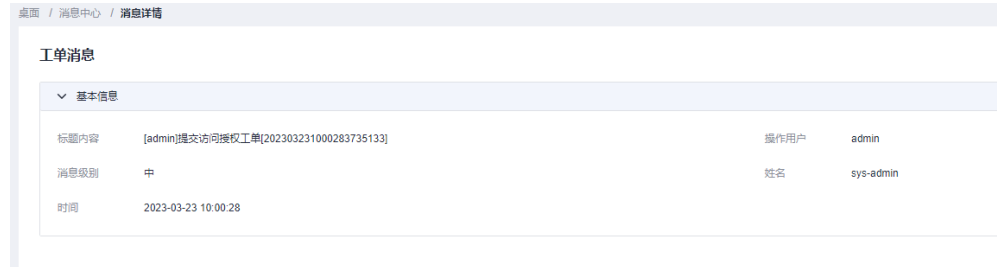 桌面 / 消息中心 / 消息详情
工单消息
基本信息
标题内容 [admin]提交访问授权工单[202303231000283735133] 操作用户 admin
消息级别 中 姓名 sys-admin
时间 2023-03-23 10:00:28